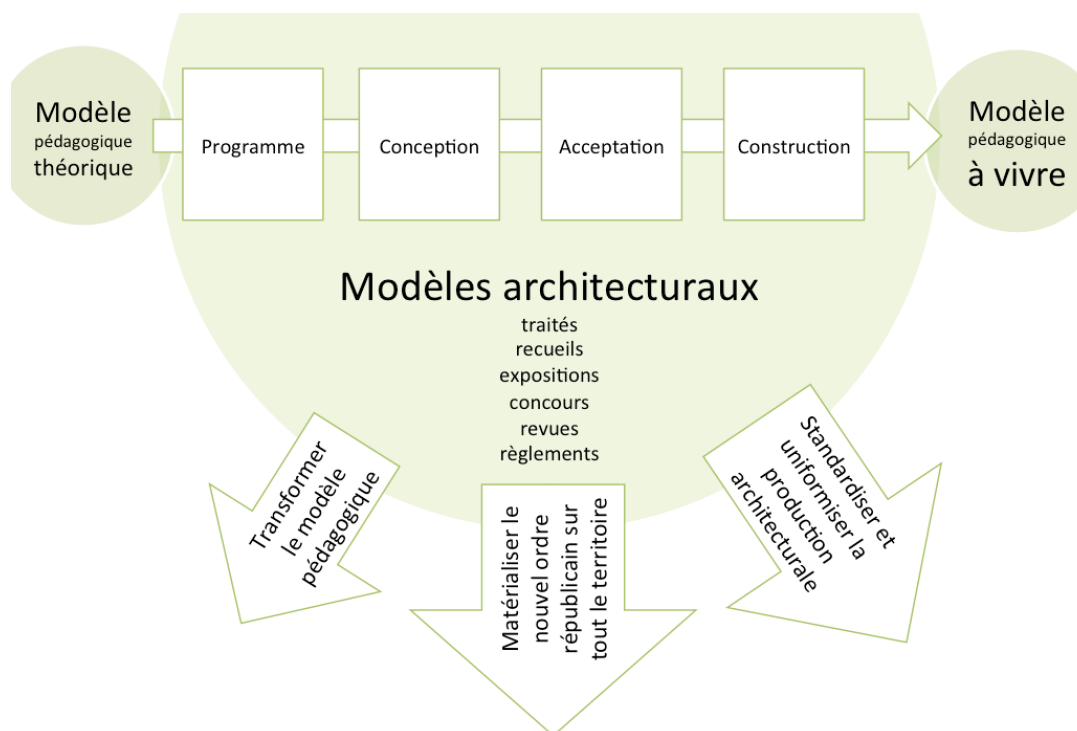 Modèle
pédagogique
théorique
Programme
Conception
Acceptation
Construction
Modèle
pédagogique
à vivre
Modèles architecturaux
traités
recueils
expositions
concours
revues
règlements
Transformer
le modèle
pédagogique
Matérialiser le
nouvel ordre
républicain sur
tout le territoire
Standardiser et
uniformiser la
production
architecturale